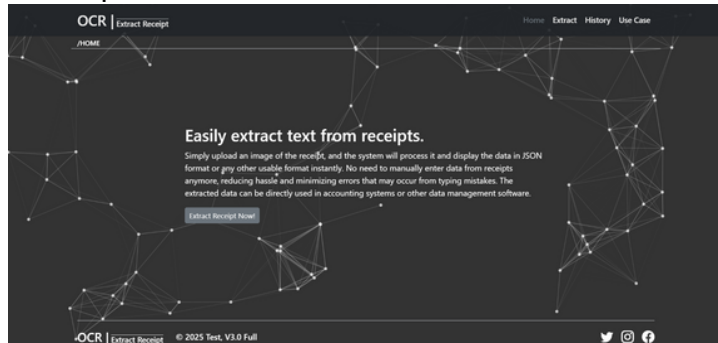 OCR | Extract Receipt
Home Extract History Use Case
/HOME
Easily extract text from receipts.
Simply upload an image of the receipt, and the system will process it and display the data in JSON
format or any other usable format instantly. No need to manually enter data from receipts
anymore, reducing hassle and minimizing errors that may occur from typing mistakes. The
extracted data can be directly used in accounting systems or other data management software.
Extract Receipt Now!
OCR | Extract Receipt © 2025 Test, V3.0 Full